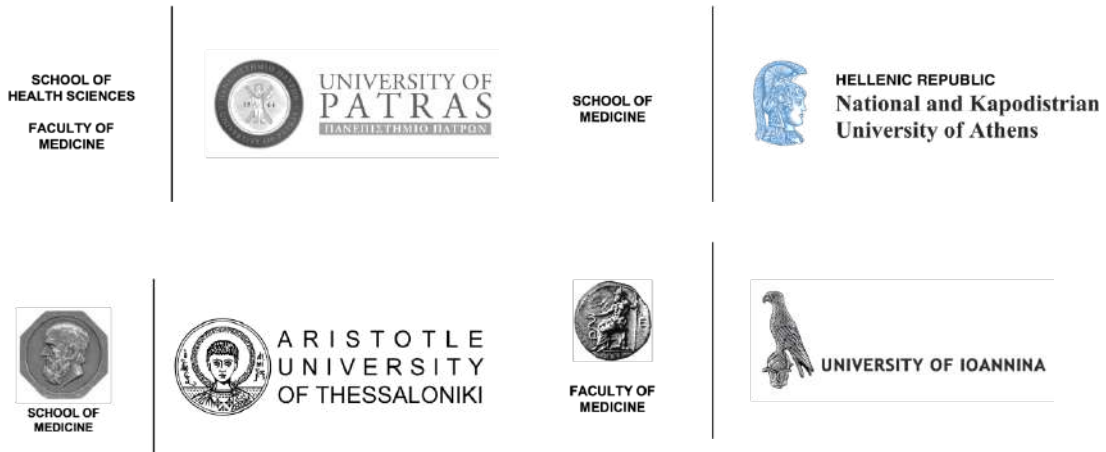 SCHOOL OF
HEALTH SCIENCES
FACULTY OF
MEDICINE
UNIVERSITY OF
PATRAS
ΠΑΝΕΠΙΣΤΗΜΙΟ ΠΑΤΡΩΝ
SCHOOL OF
MEDICINE
HELLENIC REPUBLIC
National and Kapodistrian
University of Athens
SCHOOL OF
MEDICINE
ARISTOTLE
UNIVERSITY
OF THESSALONIKI
FACULTY OF
MEDICINE
UNIVERSITY OF IOANNINA